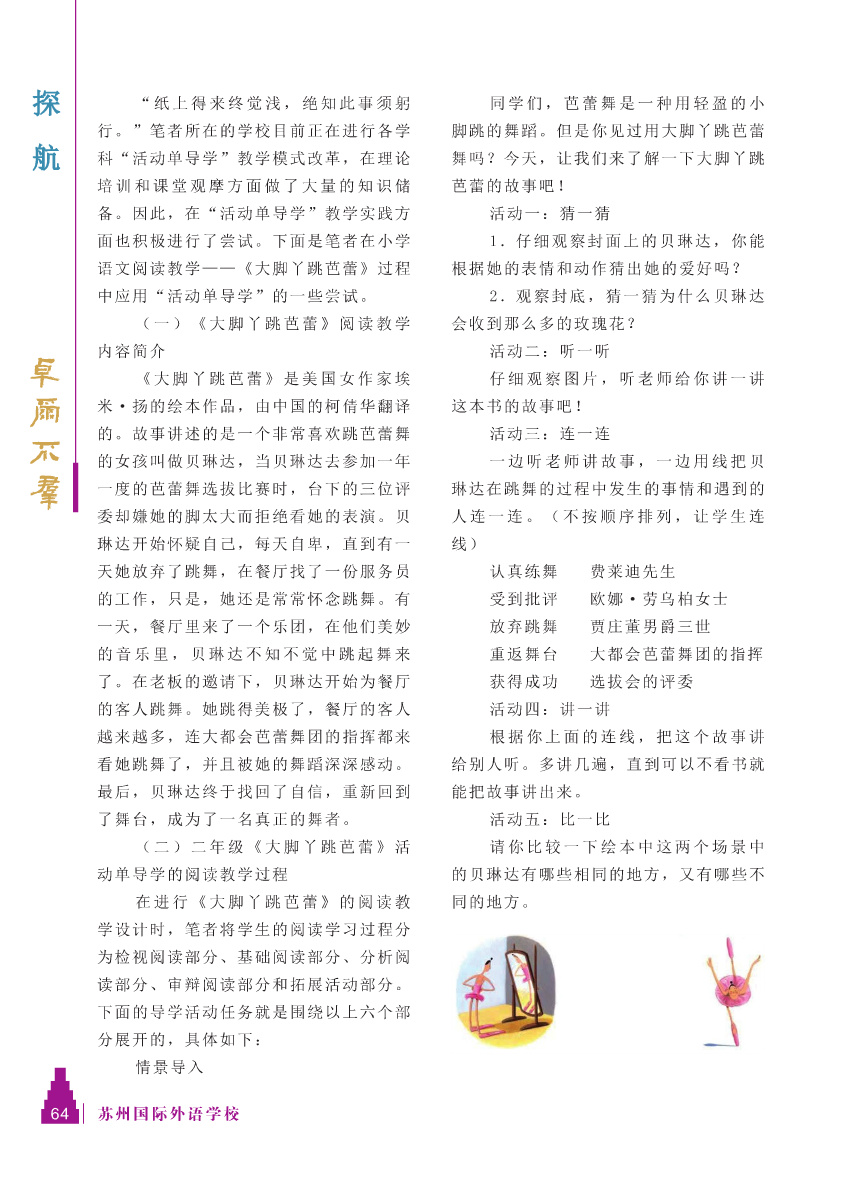 探
航
卓尔不群
“纸上得来终觉浅，绝知此事须躬
行。”笔者所在的学校目前正在进行各学
科“活动单导学”教学模式改革，在理论
培训和课堂观摩方面做了大量的知识储
备。因此，在“活动单导学”教学实践方
面也积极进行了尝试。下面是笔者在小学
语文阅读教学——《大脚丫跳芭蕾》过程
中应用“活动单导学”的一些尝试。
（一）《大脚丫跳芭蕾》阅读教学
内容简介
《大脚丫跳芭蕾》是美国女作家埃
米·扬的绘本作品，由中国的柯倩华翻译
的。故事讲述的是一个非常喜欢跳芭蕾舞
的女孩叫做贝琳达，当贝琳达去参加一年
一度的芭蕾舞选拔比赛时，台下的三位评
委却嫌她的脚太大而拒绝看她的表演。贝
琳达开始怀疑自己，每天自卑，直到有一
天她放弃了跳舞，在餐厅找了一份服务员
的工作，只是，她还是常常怀念跳舞。有
一天，餐厅里来了一个乐团，在他们美妙
的音乐里，贝琳达不知不觉中跳起舞来
了。在老板的邀请下，贝琳达开始为餐厅
的客人跳舞。她跳得美极了，餐厅的客人
越来越多，连大都会芭蕾舞团的指挥都来
看她跳舞了，并且被她的舞蹈深深感动。
最后，贝琳达终于找回了自信，重新回到
了舞台，成为了一名真正的舞者。
（二）二年级《大脚丫跳芭蕾》活
动单导学的阅读教学过程
在进行《大脚丫跳芭蕾》的阅读教
学设计时，笔者将学生的阅读学习过程分
为检视阅读部分、基础阅读部分、分析阅
读部分、审辩阅读部分和拓展活动部分。
下面的导学活动任务就是围绕以上六个部
分展开的，具体如下：
情景导入
同学们，芭蕾舞是一种用轻盈的小
脚跳的舞蹈。但是你见过用大脚丫跳芭蕾
舞吗？今天，让我们来了解一下大脚丫跳
芭蕾的故事吧！
活动一：猜一猜
1．仔细观察封面上的贝琳达，你能
根据她的表情和动作猜出她的爱好吗？
2．观察封底，猜一猜为什么贝琳达
会收到那么多的玫瑰花？
活动二：听一听
仔细观察图片，听老师给你讲一讲
这本书的故事吧！
活动三：连一连
一边听老师讲故事，一边用线把贝
琳达在跳舞的过程中发生的事情和遇到的
人连一连。（不按顺序排列，让学生连
线）
认真练舞 费莱迪先生
受到批评 欧娜·劳乌柏女士
放弃跳舞 贾庄董男爵三世
重返舞台 大都会芭蕾舞团的指挥
获得成功 选拔会的评委
活动四：讲一讲
根据你上面的连线，把这个故事讲
给别人听。多讲几遍，直到可以不看书就
能把故事讲出来。
活动五：比一比
请你比较一下绘本中这两个场景中
的贝琳达有哪些相同的地方，又有哪些不
同的地方。
64
苏州国际外语学校